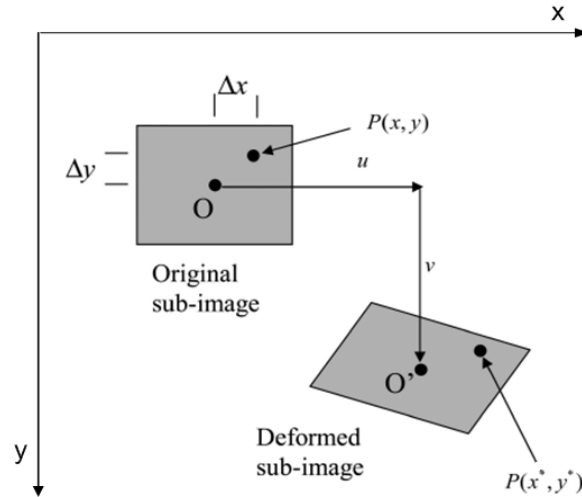 x
Δx
P(x, y)
Δy
u
O
Original
sub-image
v
O’
Deformed
sub-image
y
P(x*, y*)